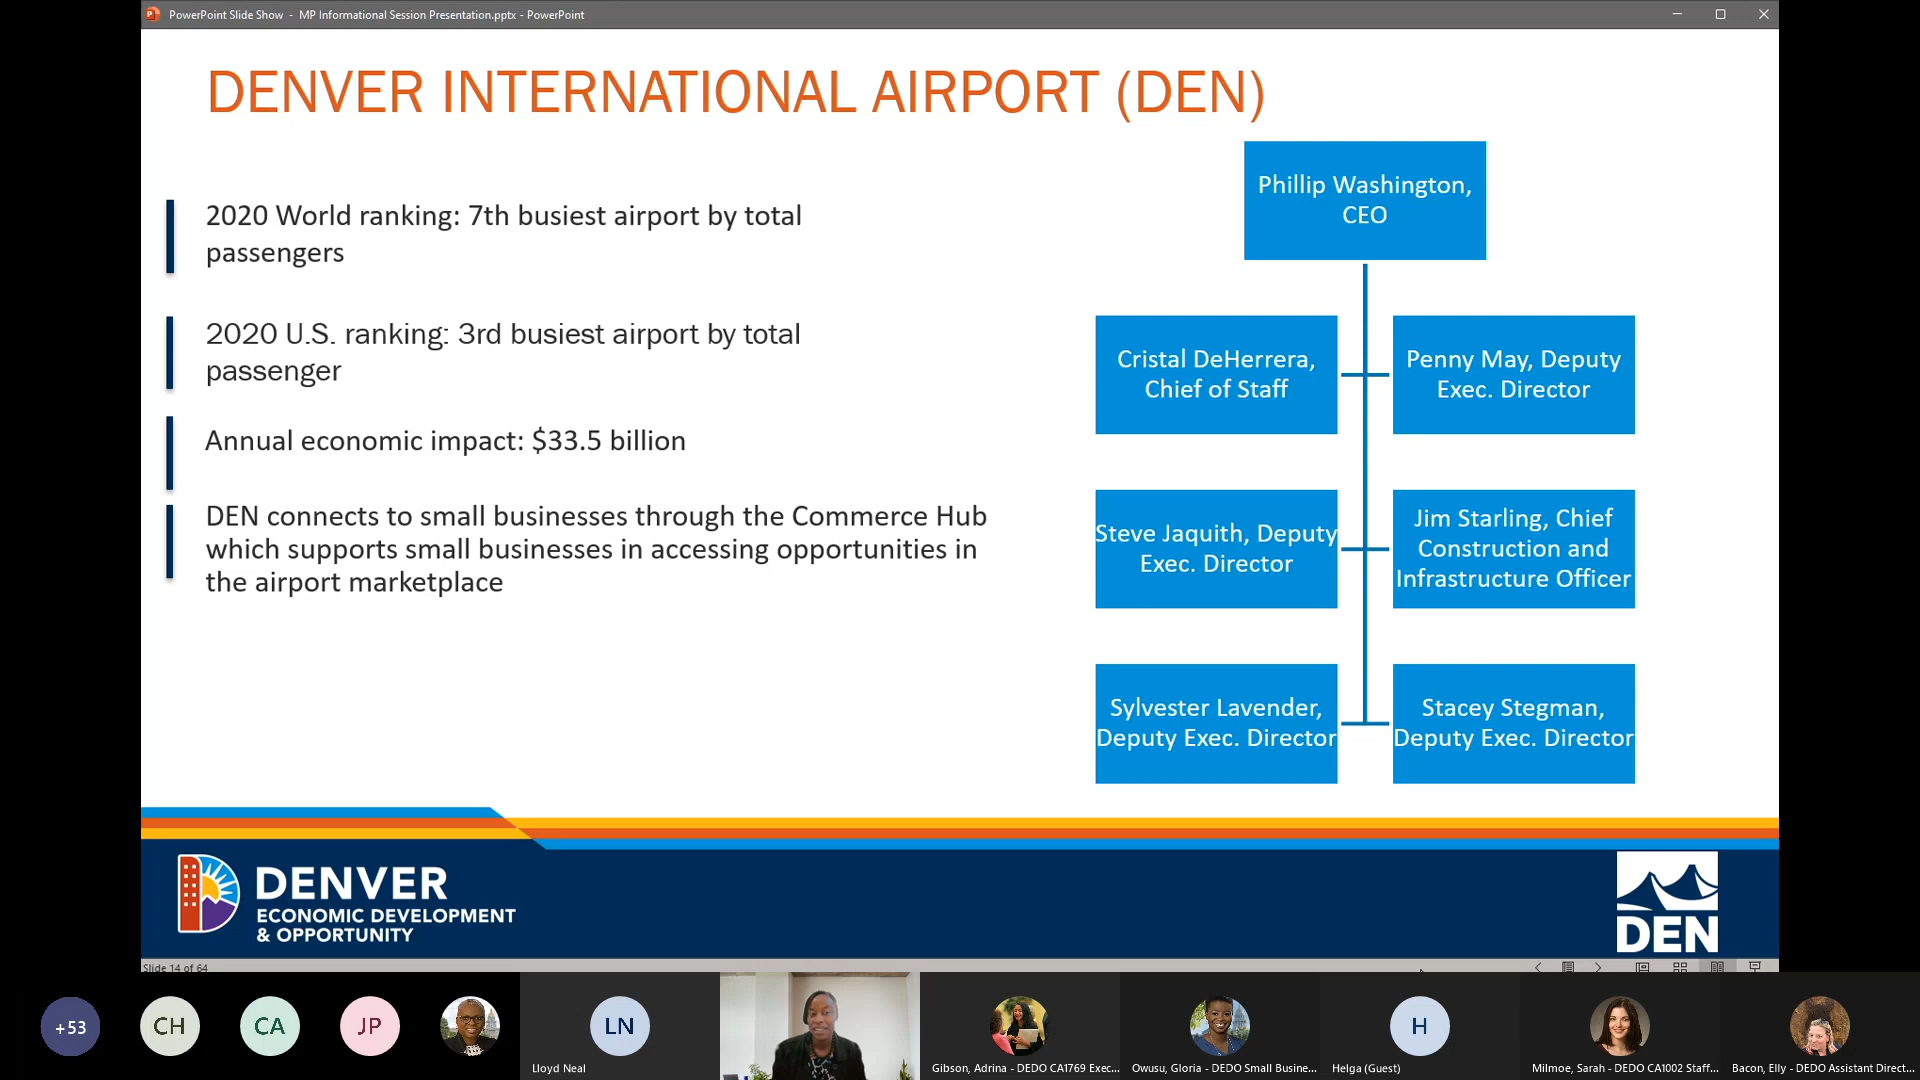 PowerPoint Slide Show - MP Informational Session Presentation.pptx - PowerPoint
DENVER INTERNATIONAL AIRPORT (DEN)
2020 World ranking: 7th busiest airport by total
passengers
2020 U.S. ranking: 3rd busiest airport by total
passenger
Annual economic impact: $33.5 billion
DEN connects to small businesses through the Commerce Hub
which supports small businesses in accessing opportunities in
the airport marketplace
Phillip Washington,
CEO
Cristal DeHerrera,
Chief of Staff
Penny May, Deputy
Exec. Director
Steve Jaquith, Deputy
Exec. Director
Jim Starling, Chief
Construction and
Infrastructure Officer
Sylvester Lavender,
Deputy Exec. Director
Stacey Stegman,
Deputy Exec. Director
DENVER
ECONOMIC DEVELOPMENT
& OPPORTUNITY
DEN
Slide 14 of 64
+53
CH
CA
JP
LN
Lloyd Neal
Gibson, Adrina - DEDO CA1769 Exec...
Owusu, Gloria - DEDO Small Busine...
H
Helga (Guest)
Milmoe, Sarah - DEDO CA1002 Staff...
Bacon, Elly - DEDO Assistant Direct...